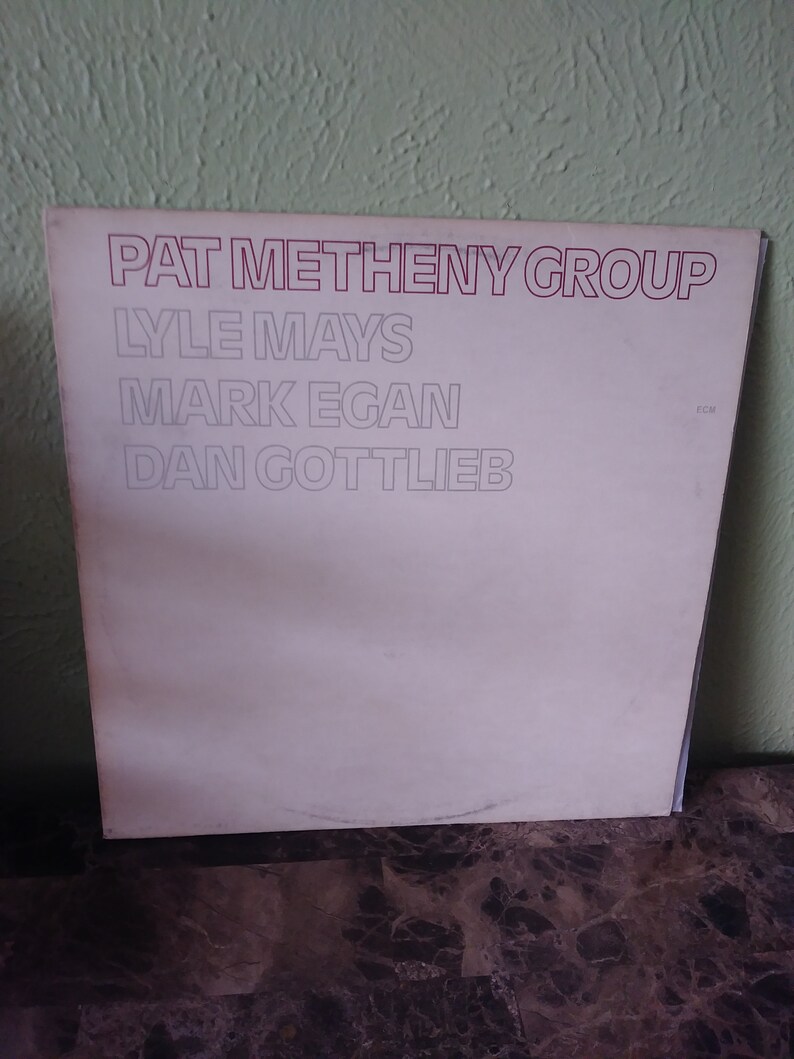 PAT METHENY GROUP
LYLE MAYS
MARK EGAN
ECM
DAN GOTTLIEB